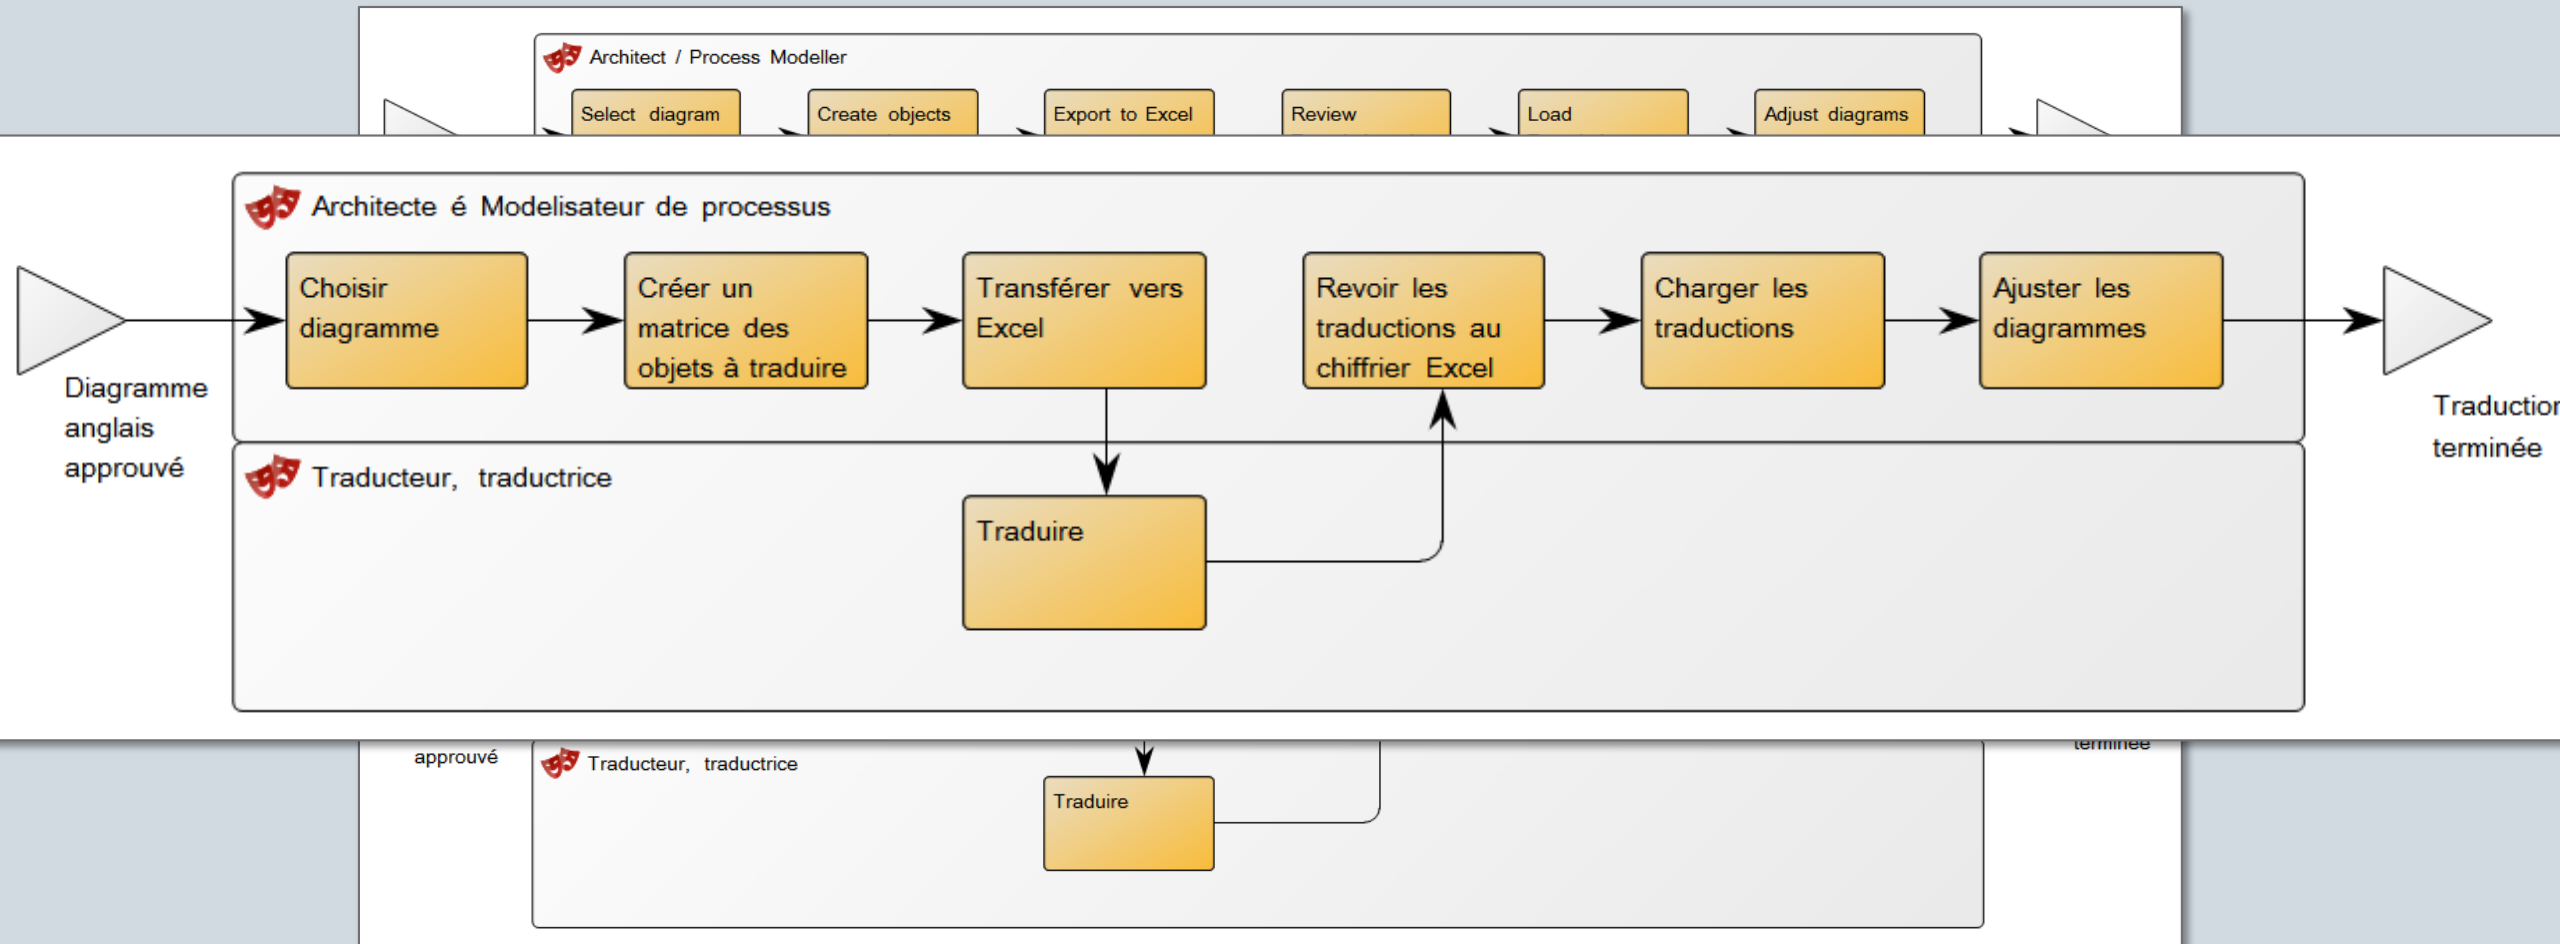 Architect / Process Modeller
Select diagram
Create objects
Export to Excel
Review
Load
Adjust diagrams
Architecte é Modelisateur de processus
Choisir
diagramme
Créer un
matrice des
objets à traduire
Transférer vers
Excel
Revoir les
traductions au
chiffrier Excel
Charger les
traductions
Ajuster les
diagrammes
Diagramme
anglais
approuvé
Traduction
terminée
Traducteur, traductrice
Traduire
approuvé
terminée
Traducteur, traductrice
Traduire